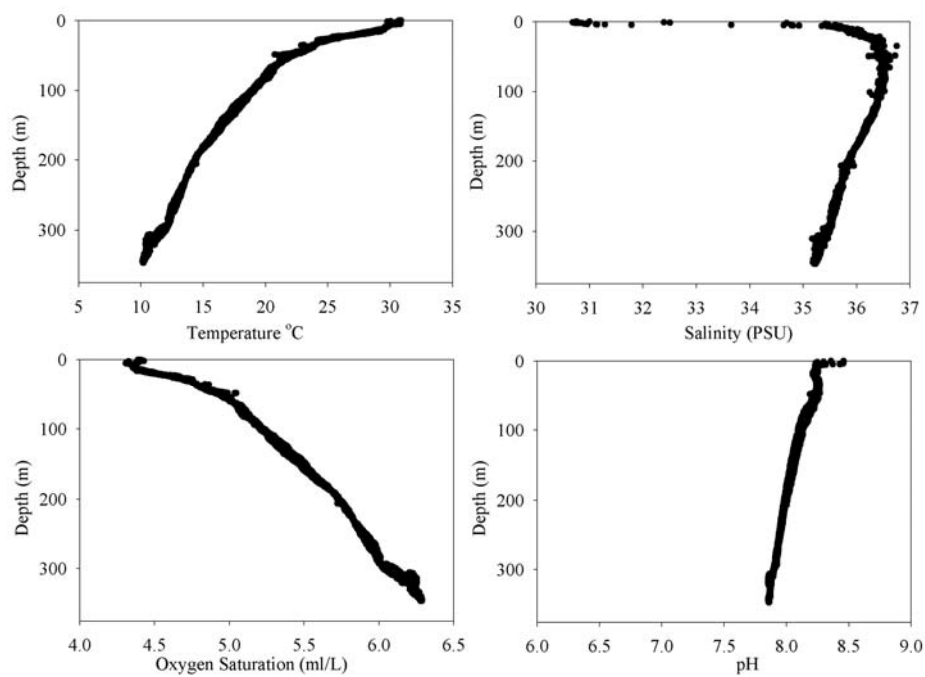 0
100
200
300
Depth (m)
5 10 15 20 25 30 35
Temperature °C
0
100
200
300
Depth (m)
30 31 32 33 34 35 36 37
Salinity (PSU)
0
100
200
300
Depth (m)
4.0 4.5 5.0 5.5 6.0 6.5
Oxygen Saturation (ml/L)
0
100
200
300
Depth (m)
6.0 6.5 7.0 7.5 8.0 8.5 9.0
pH